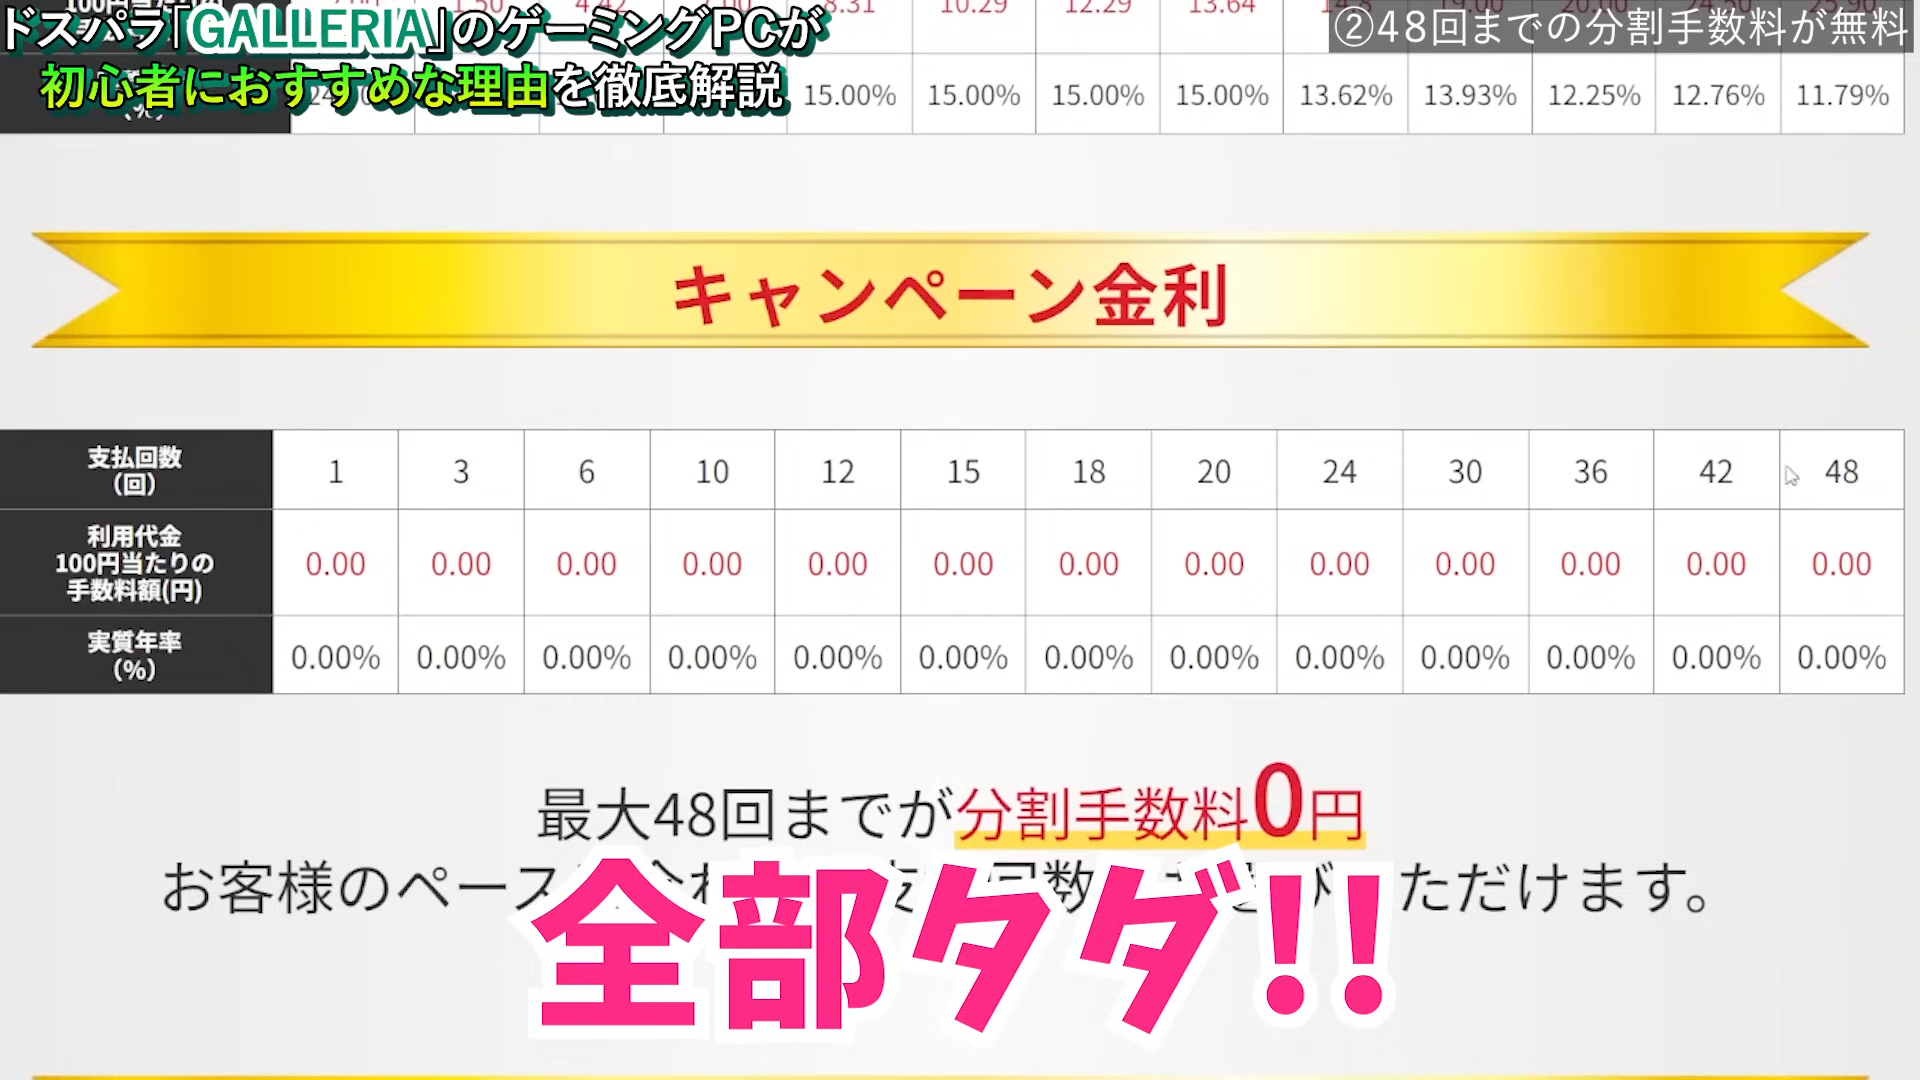 ドスパラ「GALLERIA」のゲーミングPCが
初心者におすすめな理由を徹底解説
②48回までの分割手数料が無料
10.29 12.29 13.64
15.00% 15.00% 15.00% 15.00% 13.62% 13.93% 12.25% 12.76% 11.79%
キャンペーン金利
支払回数
(回)
1 3 6 10 12 15 18 20 24 30 36 42 48
利用代金
100円当たりの
手数料額(円)
0.00 0.00 0.00 0.00 0.00 0.00 0.00 0.00 0.00 0.00 0.00 0.00 0.00
実質年率
(%)
0.00% 0.00% 0.00% 0.00% 0.00% 0.00% 0.00% 0.00% 0.00% 0.00% 0.00% 0.00% 0.00%
最大48回までが分割手数料0円
お客様のペース 回数 ただけます。
全部タダ!!